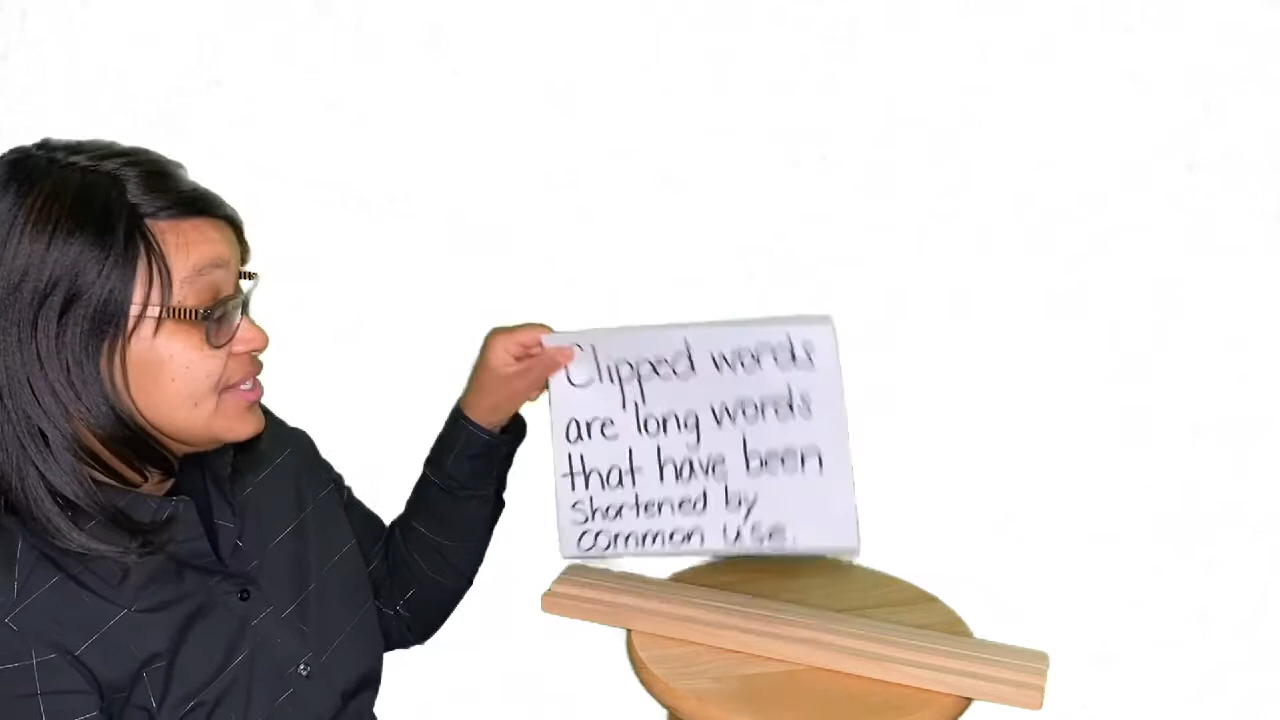 Clipped words
are long words
that have been
shortened by
common use.